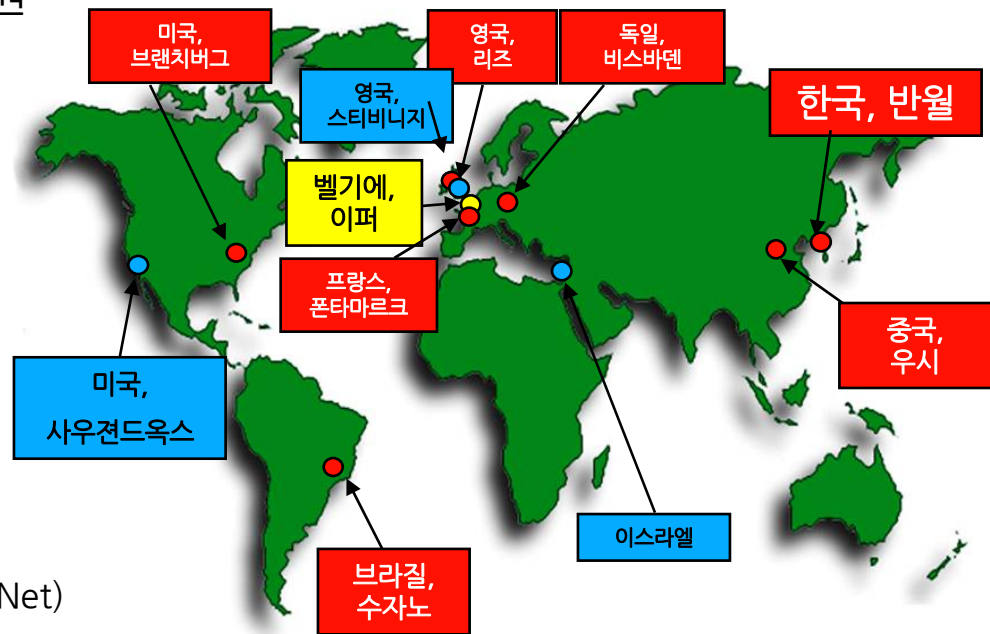 미국,
브랜치버그
영국,
리즈
독일,
비스바덴
영국,
스티비니지
한국, 반월
벨기에,
이퍼
프랑스,
폰타마르크
중국,
우시
미국,
사우젼드옥스
이스라엘
브라질,
수자노
Net)